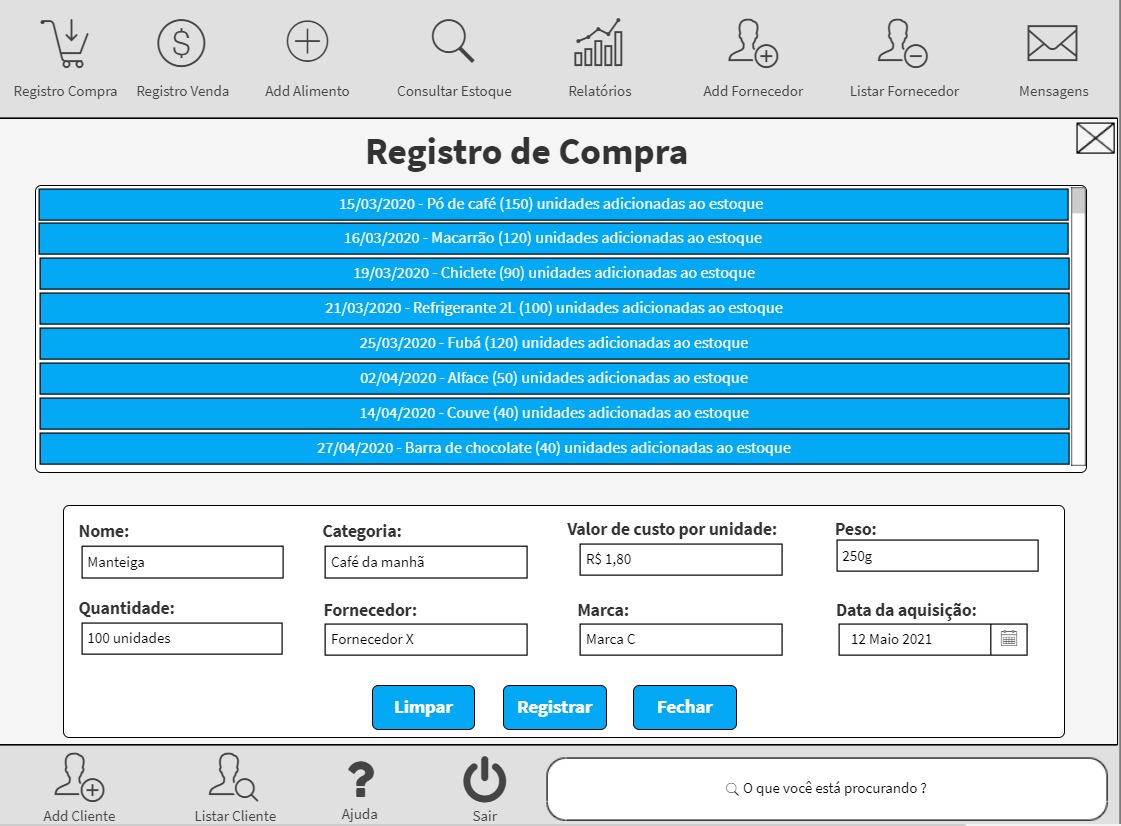 Registro Compra
Registro Venda
Add Alimento
Consultar Estoque
Relatórios
Add Fornecedor
Listar Fornecedor
Mensagens
Registro de Compra
15/03/2020 - Pó de café (150) unidades adicionadas ao estoque
16/03/2020 - Macarrão (120) unidades adicionadas ao estoque
19/03/2020 - Chiclete (90) unidades adicionadas ao estoque
21/03/2020 - Refrigerante 2L (100) unidades adicionadas ao estoque
25/03/2020 - Fubá (120) unidades adicionadas ao estoque
02/04/2020 - Alface (50) unidades adicionadas ao estoque
14/04/2020 - Couve (40) unidades adicionadas ao estoque
27/04/2020 - Barra de chocolate (40) unidades adicionadas ao estoque
Nome:
Manteiga
Categoria:
Café da manhã
Valor de custo por unidade:
R$ 1,80
Peso:
250g
Quantidade:
100 unidades
Fornecedor:
Fornecedor X
Marca:
Marca C
Data da aquisição:
12 Maio 2021
Limpar
Registrar
Fechar
Add Cliente
Listar Cliente
Ajuda
Sair
O que você está procurando ?